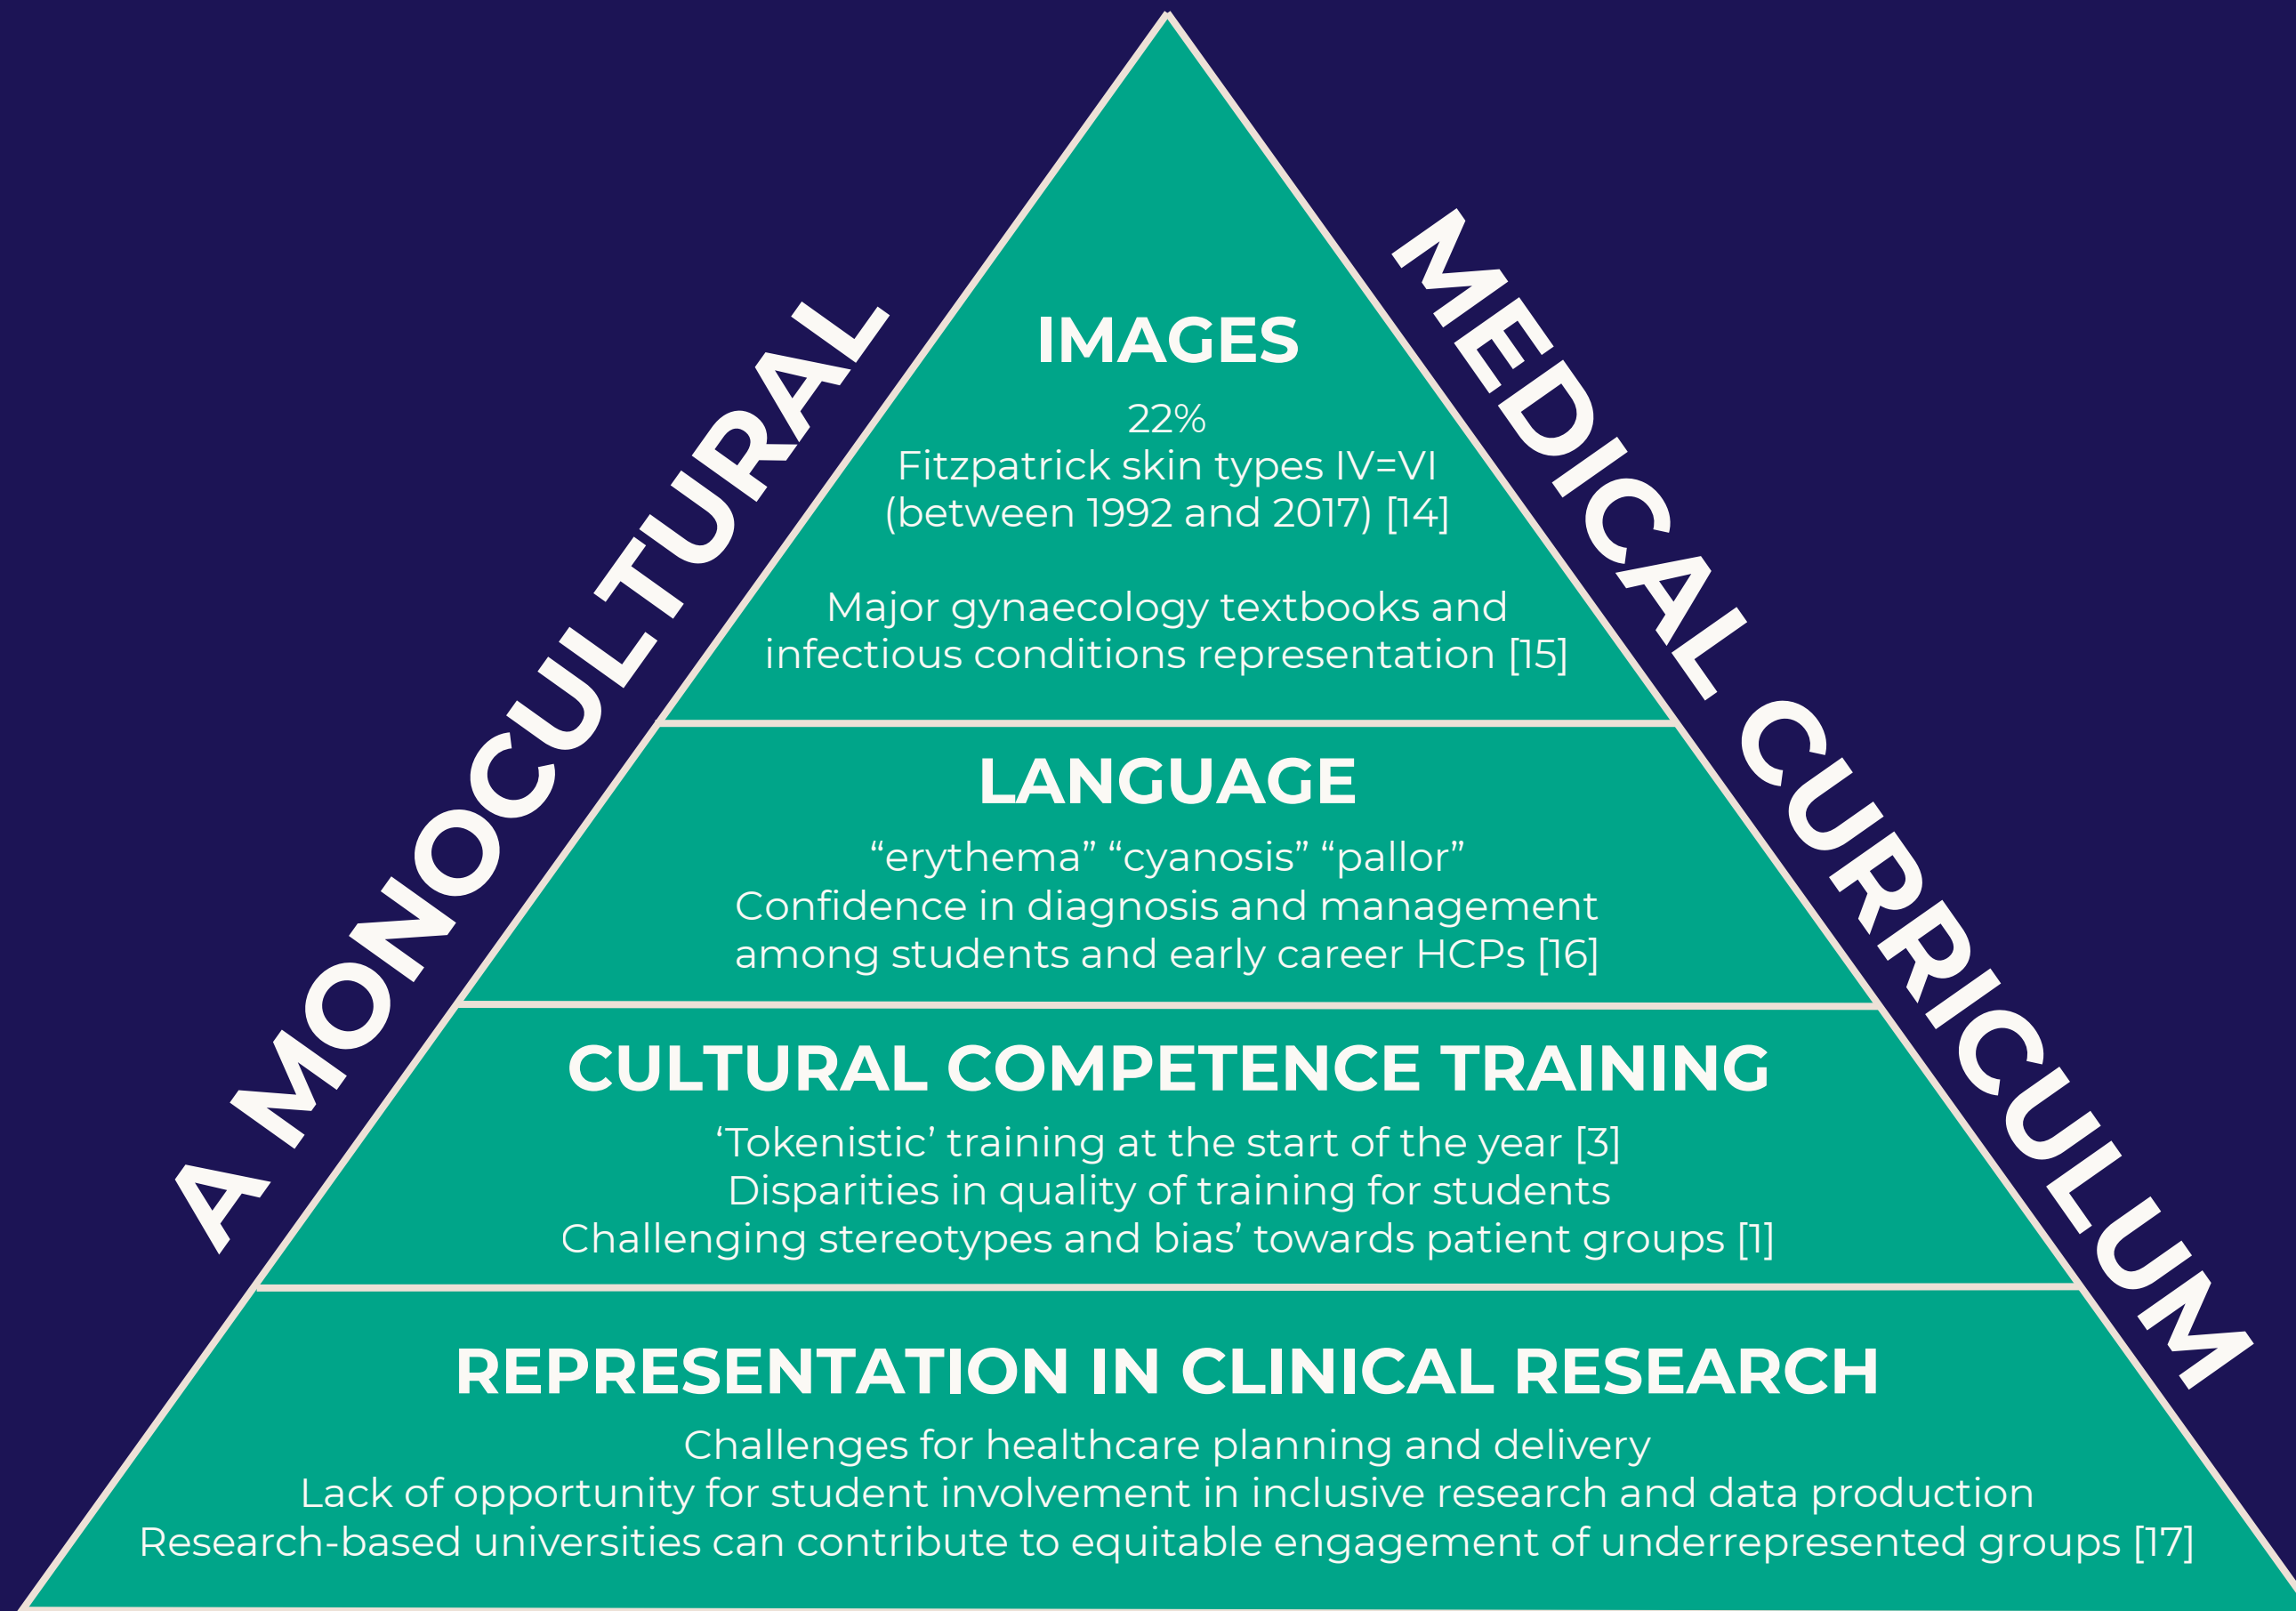 A MONOCULTURAL
MEDICAL CURRICULUM
IMAGES
22%
Fitzpatrick skin types IV=VI
(between 1992 and 2017) [14]
Major gynaecology textbooks and
infectious conditions representation [15]
LANGUAGE
“erythema” “cyanosis” “pallor”
Confidence in diagnosis and management
among students and early career HCPs [16]
CULTURAL COMPETENCE TRAINING
‘Tokenistic’ training at the start of the year [3]
Disparities in quality of training for students
Challenging stereotypes and bias’ towards patient groups [1]
REPRESENTATION IN CLINICAL RESEARCH
Challenges for healthcare planning and delivery
Lack of opportunity for student involvement in inclusive research and data production
Research-based universities can contribute to equitable engagement of underrepresented groups [17]